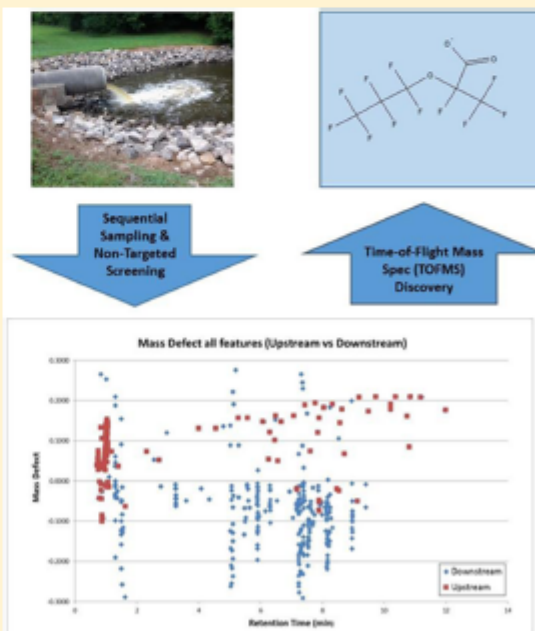 O⁻
O
O
F
F
F
F
F
F
F
F
F
F
F
Sequential
Sampling &
Non-Targeted
Screening
Time-of-Flight Mass
Spec (TOFMS)
Discovery
Mass Defect all features (Upstream vs Downstream)
Mass Defect
0.3000
0.2000
0.1000
0.0000
-0.1000
-0.2000
-0.3000
0
2
4
6
8
10
12
14
Retention Time (min)
Downstream
Upstream